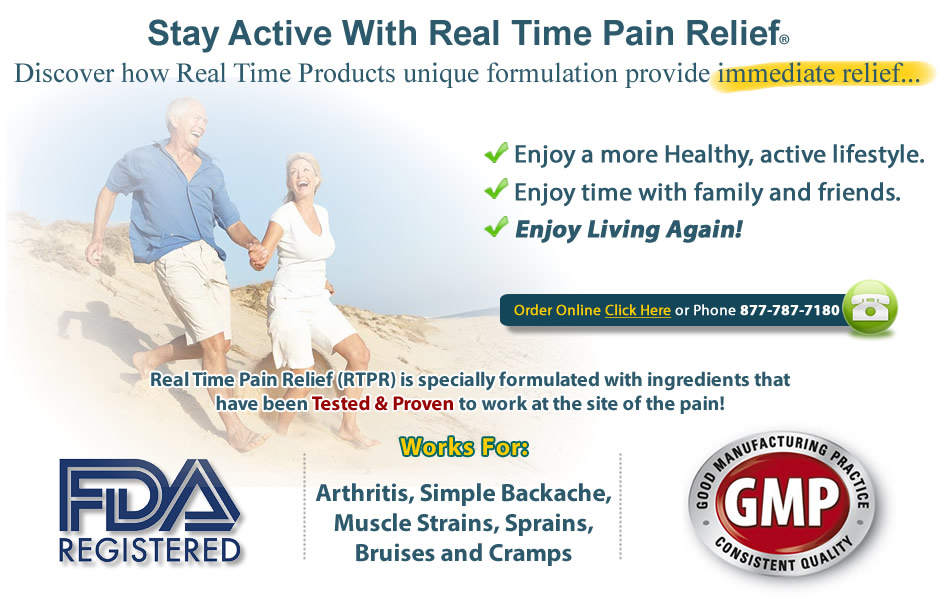 Stay Active With Real Time Pain Relief®
Discover how Real Time Products unique formulation provide immediate relief...
Enjoy a more Healthy, active lifestyle.
Enjoy time with family and friends.
Enjoy Living Again!
Order Online Click Here or Phone 877-787-7180
Real Time Pain Relief (RTPR) is specially formulated with ingredients that
have been Tested & Proven to work at the site of the pain!
Works For:
Arthritis, Simple Backache,
Muscle Strains, Sprains,
Bruises and Cramps
FDA
REGISTERED
GOOD MANUFACTURING PRACTICE
GMP
CONSISTENT QUALITY